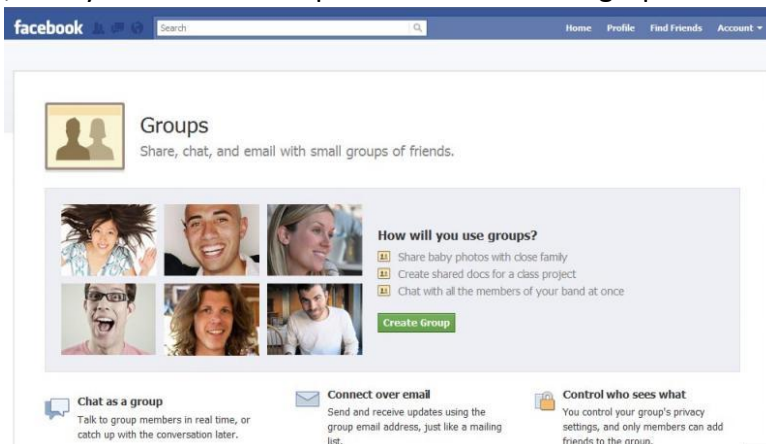 facebook Search Home Profile Find Friends Account
Groups
Share, chat, and email with small groups of friends.
How will you use groups?
Share baby photos with close family
Create shared docs for a class project
Chat with all the members of your band at once
Create Group
Chat as a group
Talk to group members in real time, or
catch up with the conversation later.
Connect over email
Send and receive updates using the
group email address, just like a mailing
list.
Control who sees what
You control your group's privacy
settings, and only members can add
friends to the group.